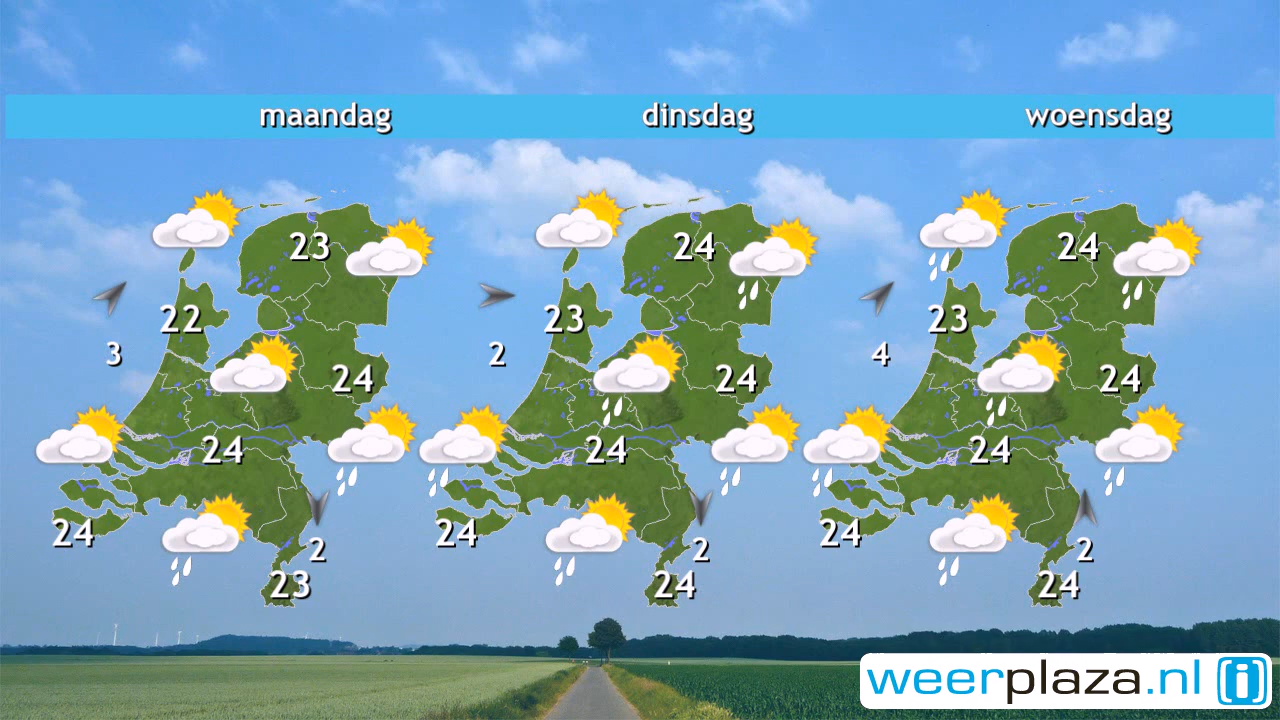 maandag dinsdag woensdag
23 24 24
22 23 23
3 2 4
24 24 24
24 24 24
24 24 24
2 2 2
23 24 24
weerplaza.nl